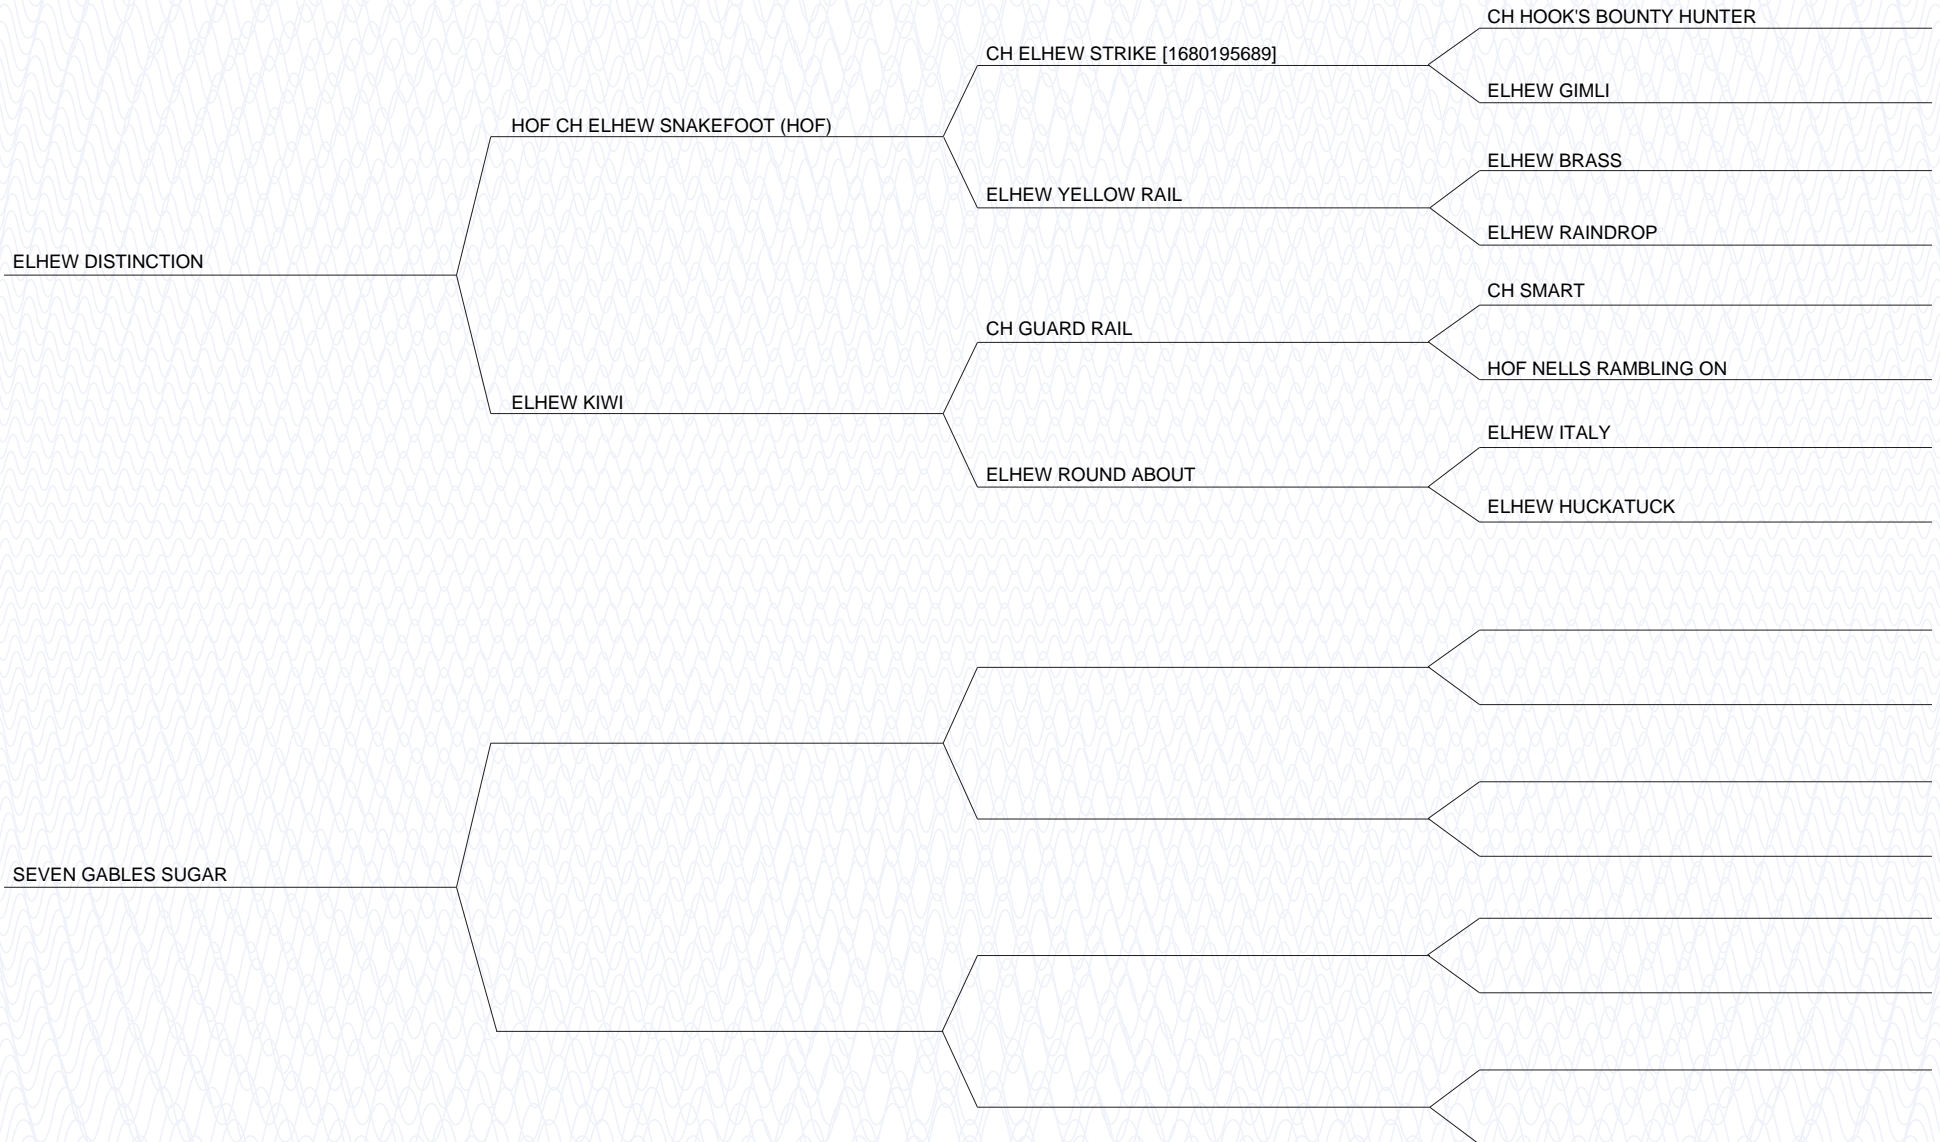 CH HOOK'S BOUNTY HUNTER
CH ELHEW STRIKE [1680195689]
ELHEW GIMLI
HOF CH ELHEW SNAKEFOOT (HOF)
ELHEW BRASS
ELHEW YELLOW RAIL
ELHEW RAINDROP
ELHEW DISTINCTION
CH SMART
CH GUARD RAIL
HOF NELLS RAMBLING ON
ELHEW KIWI
ELHEW ITALY
ELHEW ROUND ABOUT
ELHEW HUCKATUCK
SEVEN GABLES SUGAR